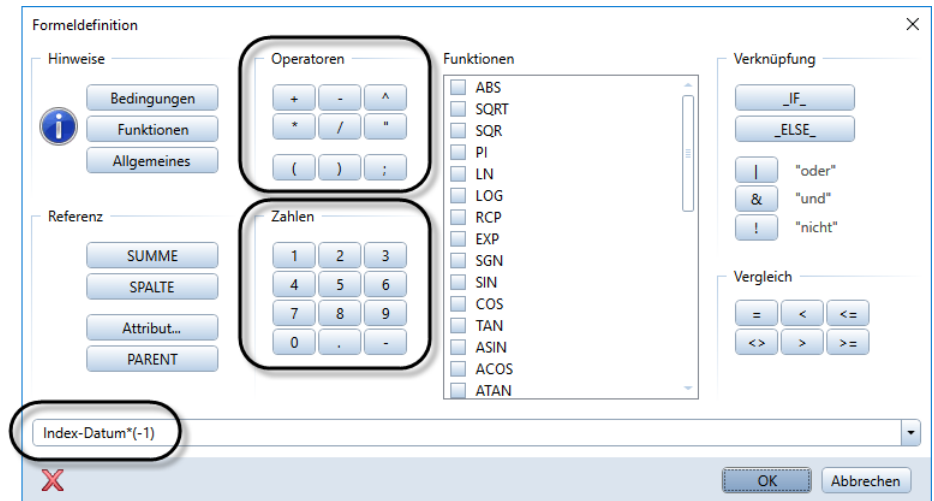 Formeldefinition
Hinweise
Bedingungen
Funktionen
Allgemeines
Referenz
SUMME
SPALTE
Attribut...
PARENT
Operatoren
+ - ^
* / "
( ) ;
Zahlen
1 2 3
4 5 6
7 8 9
0 . -
Funktionen
ABS
SQRT
SQR
PI
LN
LOG
RCP
EXP
SGN
SIN
COS
TAN
ASIN
ACOS
ATAN
Verknüpfung
_IF_
_ELSE_
| "oder"
& "und"
! "nicht"
Vergleich
= < <=
<> > >=
Index-Datum*(-1)
OK Abbrechen